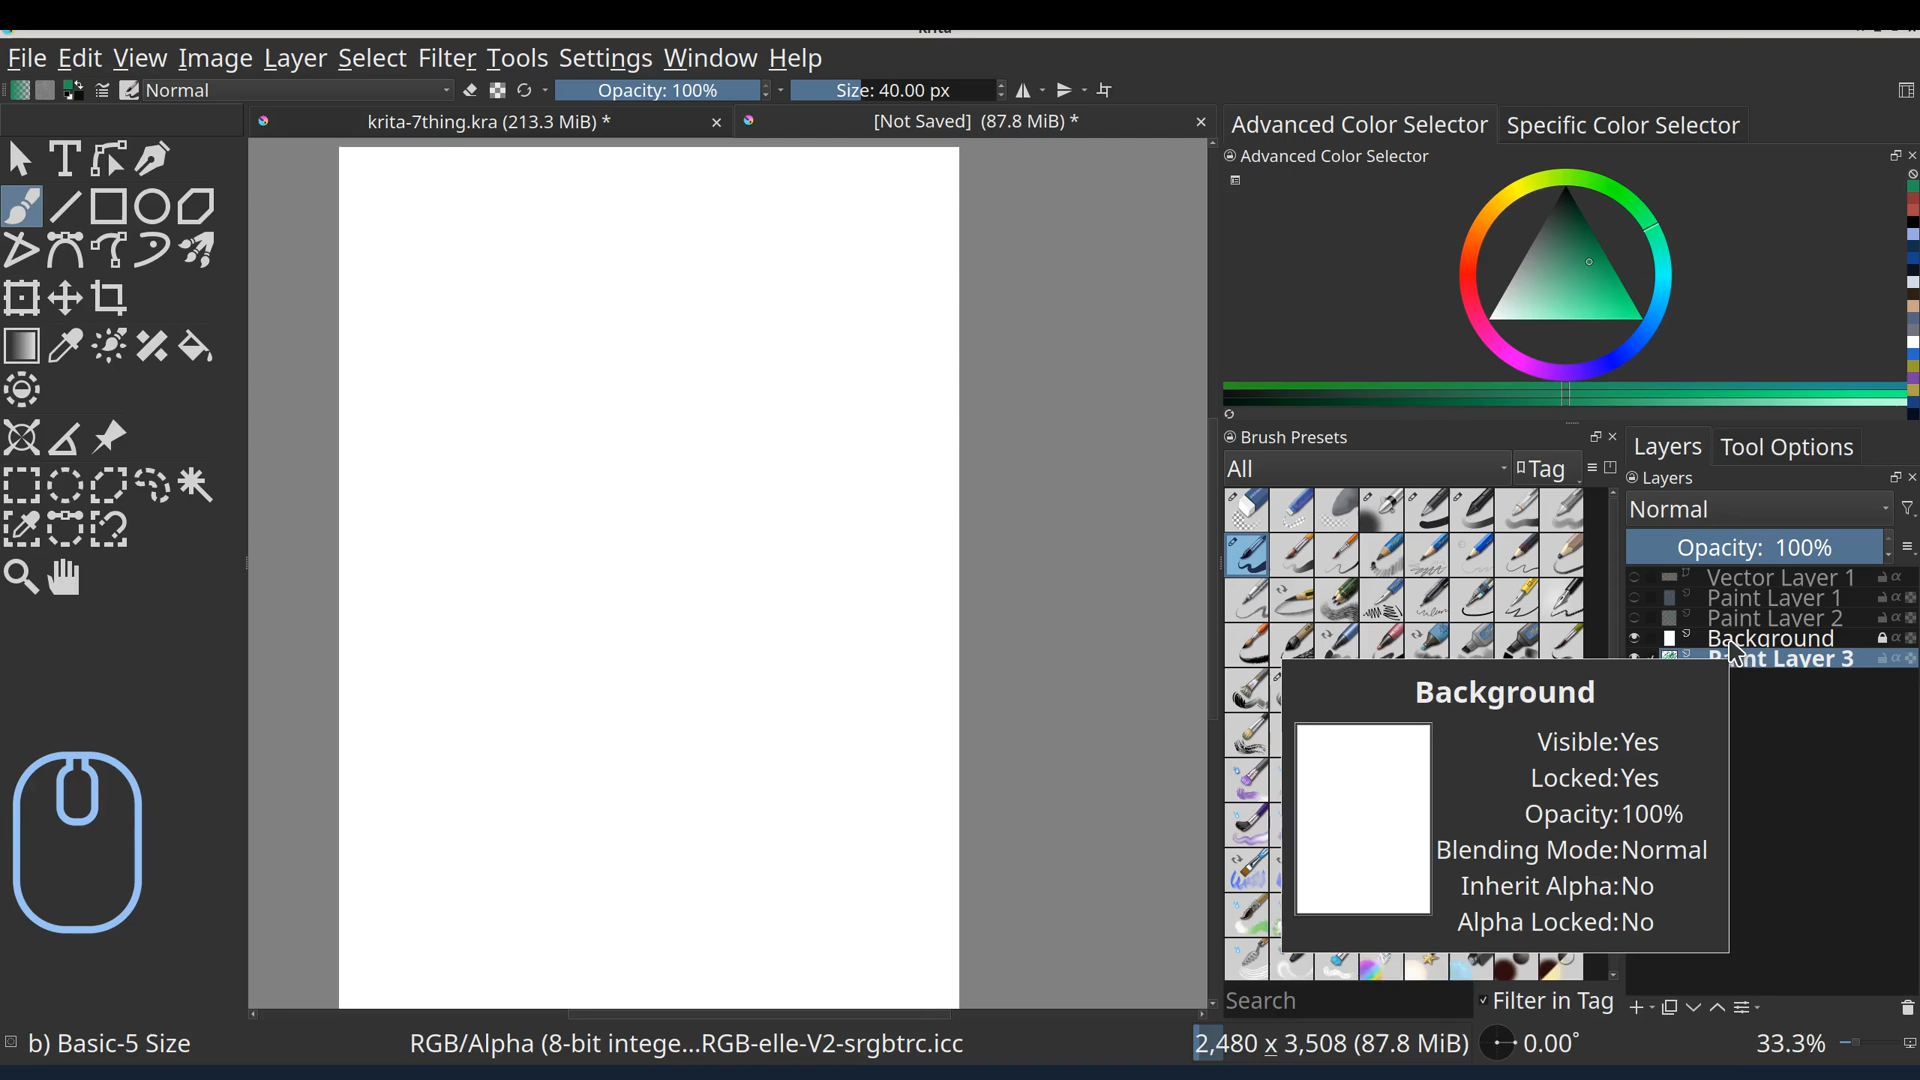 File Edit View Image Layer Select Filter Tools Settings Window Help
Normal Opacity: 100% Size: 40.00 px
krita-7thing.kra (213.3 MiB) * [Not Saved] (87.8 MiB) *
Advanced Color Selector Specific Color Selector
Advanced Color Selector
Brush Presets
All Tag
Layers Tool Options
Layers
Normal
Opacity: 100%
Vector Layer 1
Paint Layer 1
Paint Layer 2
Background
Paint Layer 3
Background
Visible:Yes
Locked:Yes
Opacity:100%
Blending Mode:Normal
Inherit Alpha:No
Alpha Locked:No
Search Filter in Tag
b) Basic-5 Size RGB/Alpha (8-bit intege...RGB-elle-V2-srgbtrc.icc 2,480 x 3,508 (87.8 MiB) 0.00° 33.3%